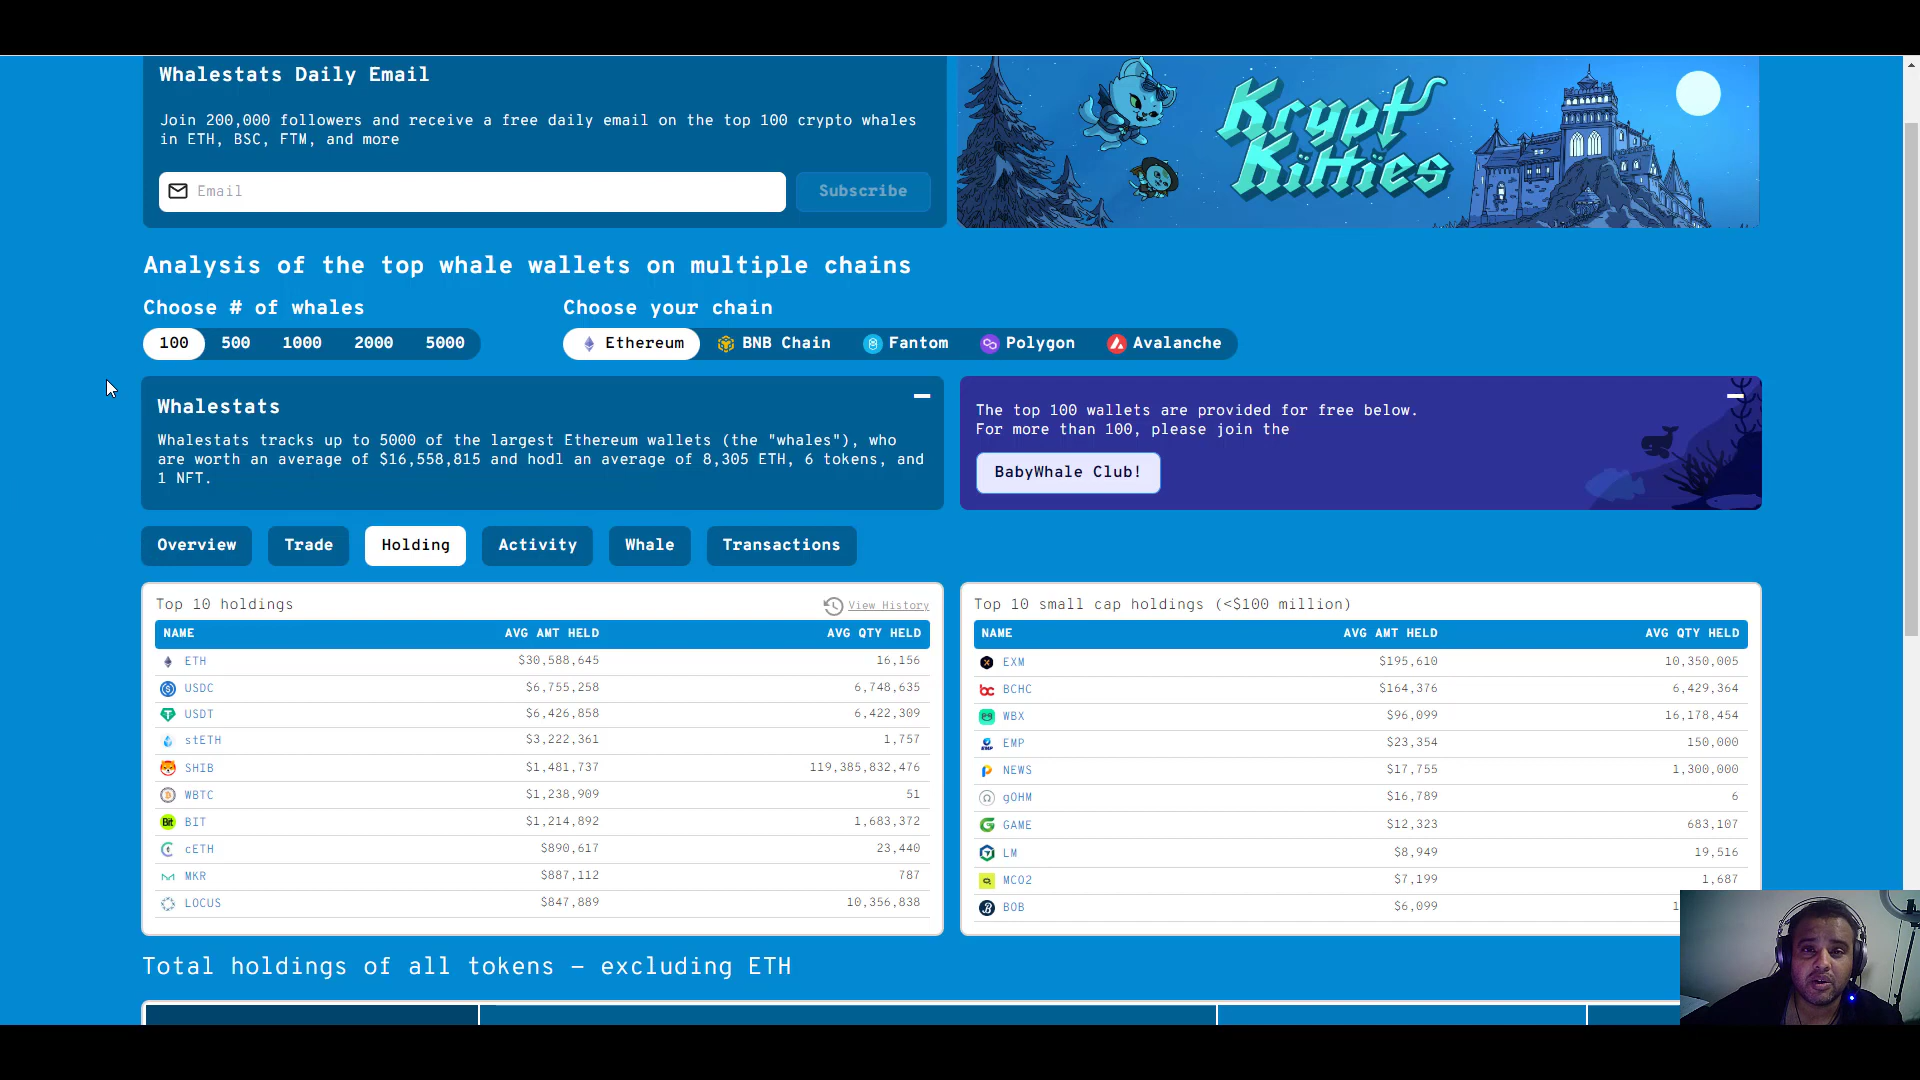 Whalestats Daily Email
Join 200,000 followers and receive a free daily email on the top 100 crypto whales
in ETH, BSC, FTM, and more
Email
Subscribe
Krypt
Kitties
Analysis of the top whale wallets on multiple chains
Choose # of whales
100 500 1000 2000 5000
Choose your chain
Ethereum BNB Chain Fantom Polygon Avalanche
Whalestats
Whalestats tracks up to 5000 of the largest Ethereum wallets (the "whales"), who
are worth an average of $16,558,815 and hodl an average of 8,305 ETH, 6 tokens, and
1 NFT.
The top 100 wallets are provided for free below.
For more than 100, please join the
BabyWhale Club!
Overview Trade Holding Activity Whale Transactions
Top 10 holdings View History
NAME AVG AMT HELD AVG QTY HELD
ETH $30,588,645 16,156
USDC $6,755,258 6,748,635
USDT $6,426,858 6,422,309
stETH $3,222,361 1,757
SHIB $1,481,737 119,385,832,476
WBTC $1,238,909 51
Bit BIT $1,214,892 1,683,372
cETH $890,617 23,440
MKR $887,112 787
LOCUS $847,889 10,356,838
Top 10 small cap holdings (<$100 million)
NAME AVG AMT HELD AVG QTY HELD
EXM $195,610 10,350,005
bc BCHC $164,376 6,429,364
WBX $96,099 16,178,454
EMP EMP $23,354 150,000
NEWS $17,755 1,300,000
gOHM $16,789 6
GAME $12,323 683,107
LM $8,949 19,516
MCO2 $7,199 1,687
BOB $6,099 1
Total holdings of all tokens – excluding ETH